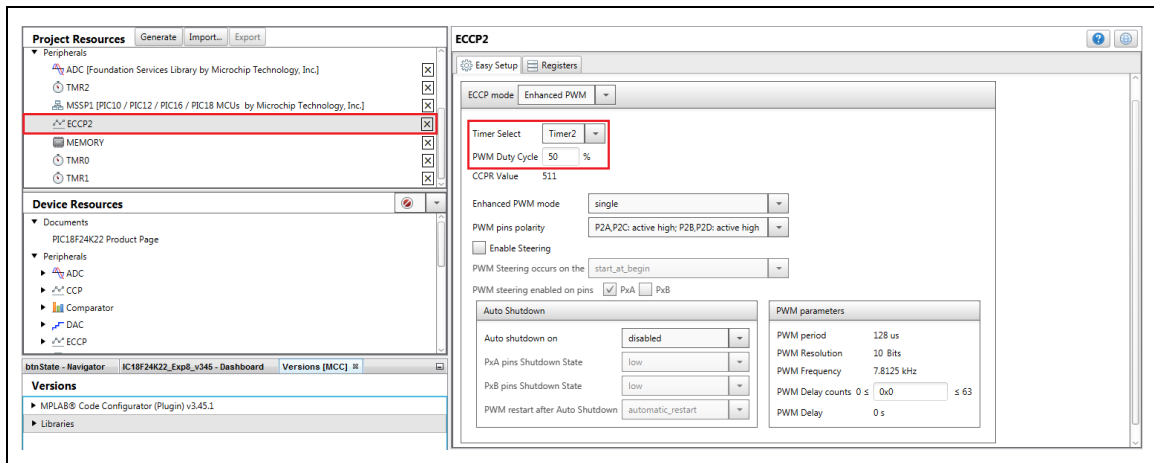 Project Resources Generate Import... Export
Peripherals
ADC [Foundation Services Library by Microchip Technology, Inc.]
TMR2
MSSP1 [PIC10 / PIC12 / PIC16 / PIC18 MCUs by Microchip Technology, Inc.]
ECCP2
MEMORY
TMR0
TMR1
Device Resources
Documents
PIC18F24K22 Product Page
Peripherals
ADC
CCP
Comparator
DAC
ECCP
btnState - Navigator IC18F24K22_Exp8_v345 - Dashboard Versions [MCC]
Versions
MPLAB® Code Configurator (Plugin) v3.45.1
Libraries
ECCP2
Easy Setup Registers
ECCP mode Enhanced PWM
Timer Select Timer2
PWM Duty Cycle 50 %
CCPR Value 511
Enhanced PWM mode single
PWM pins polarity P2A,P2C: active high; P2B,P2D: active high
Enable Steering
PWM Steering occurs on the start_at_begin
PWM steering enabled on pins PxA PxB
Auto Shutdown
Auto shutdown on disabled
PxA pins Shutdown State low
PxB pins Shutdown State low
PWM restart after Auto Shutdown automatic_restart
PWM parameters
PWM period 128 us
PWM Resolution 10 Bits
PWM Frequency 7.8125 kHz
PWM Delay counts 0 ≤ 0x0 ≤ 63
PWM Delay 0 s